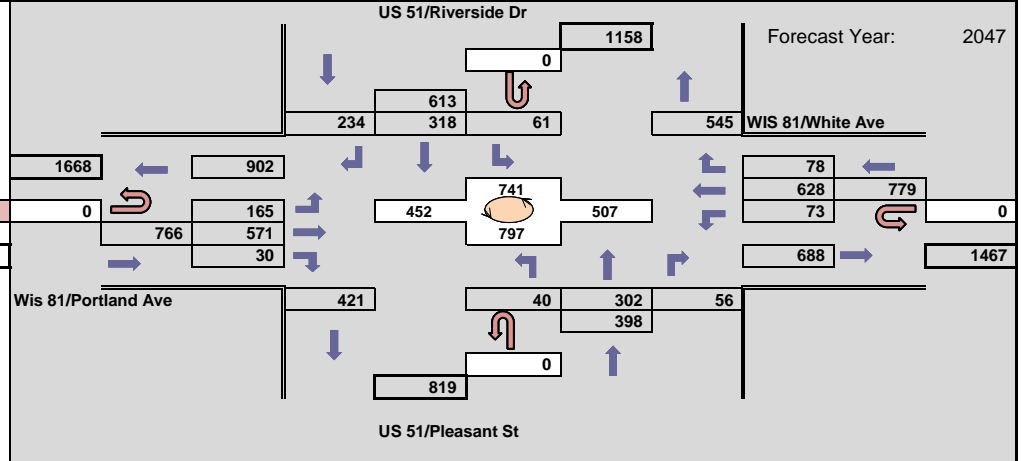 US 51/Riverside Dr
1158
Forecast Year: 2047
0
613
234 318 61
545 WIS 81/White Ave
1668 902
78
741
628 779
0 165
452 507
73 0
766 571
797
30
688 1467
Wis 81/Portland Ave
421
40 302 56
398
0
819
US 51/Pleasant St